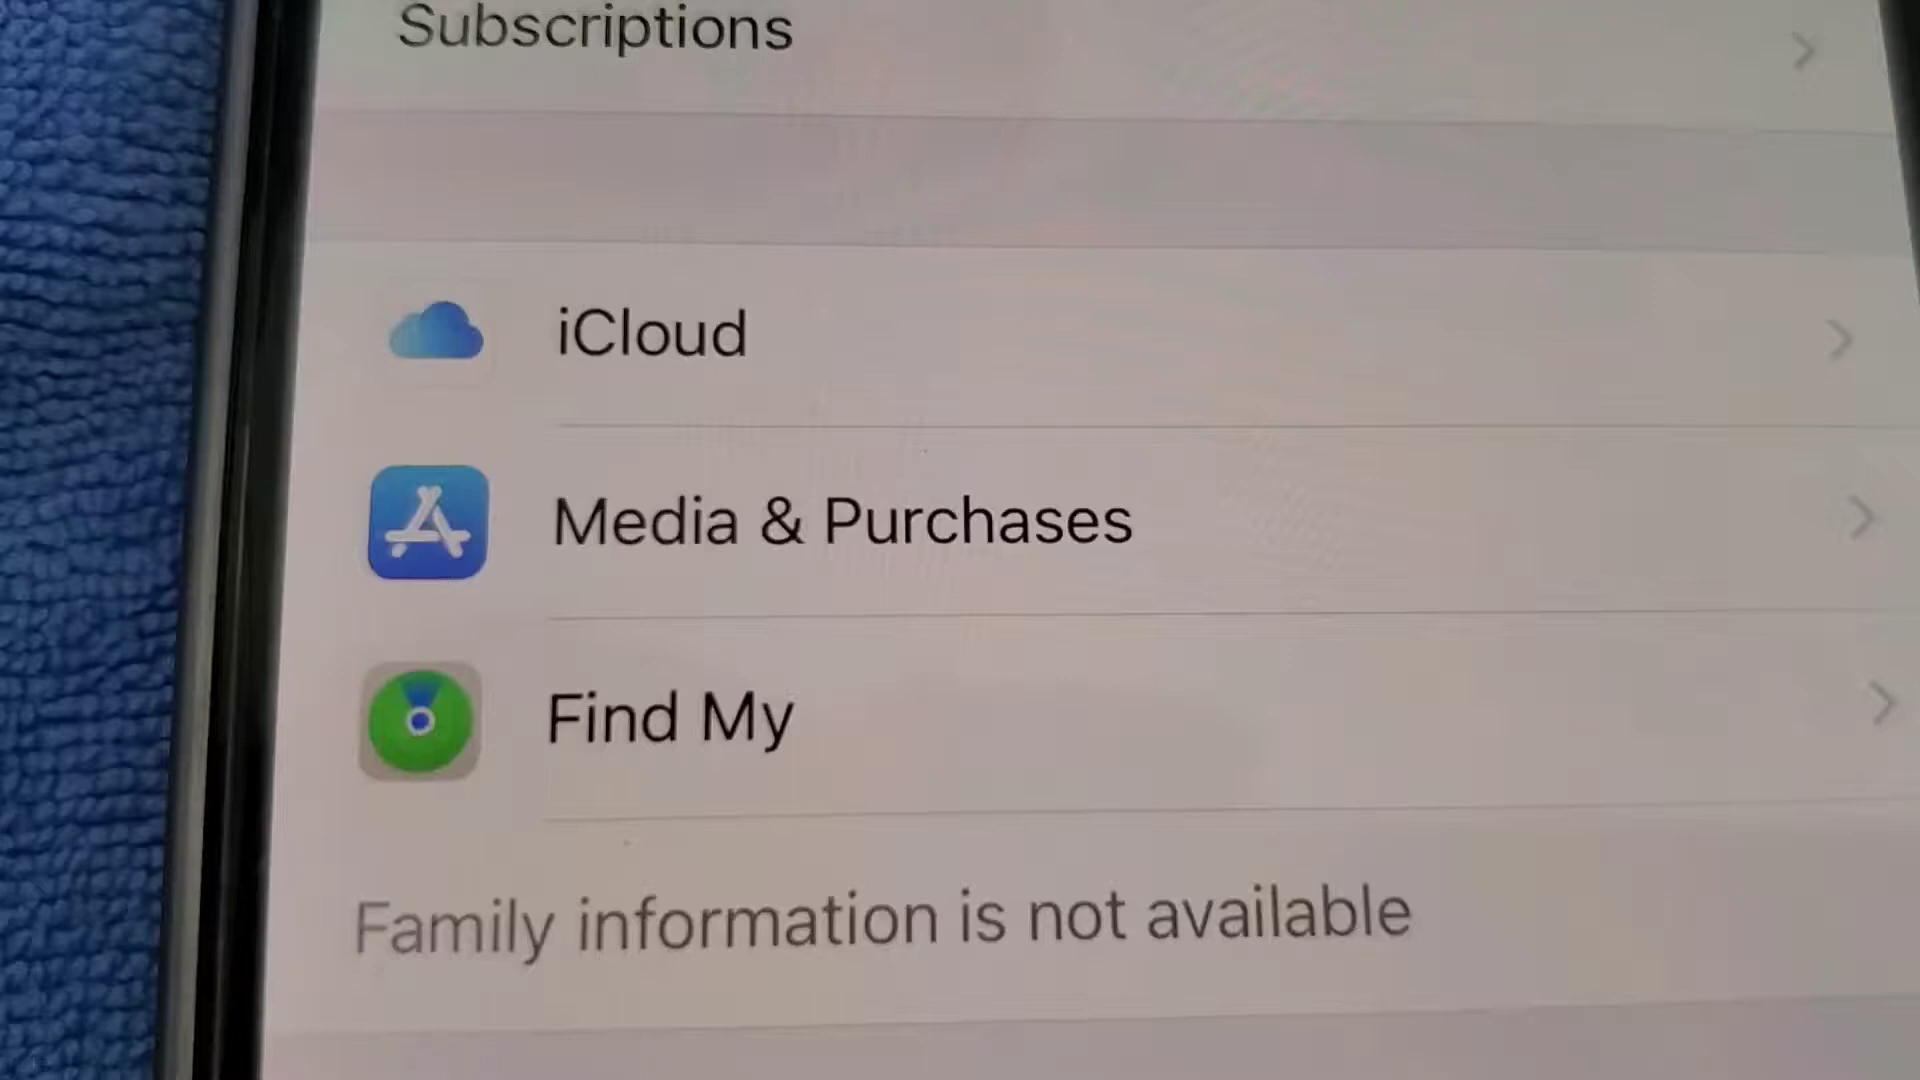 Subscriptions
iCloud
Media & Purchases
Find My
Family information is not available